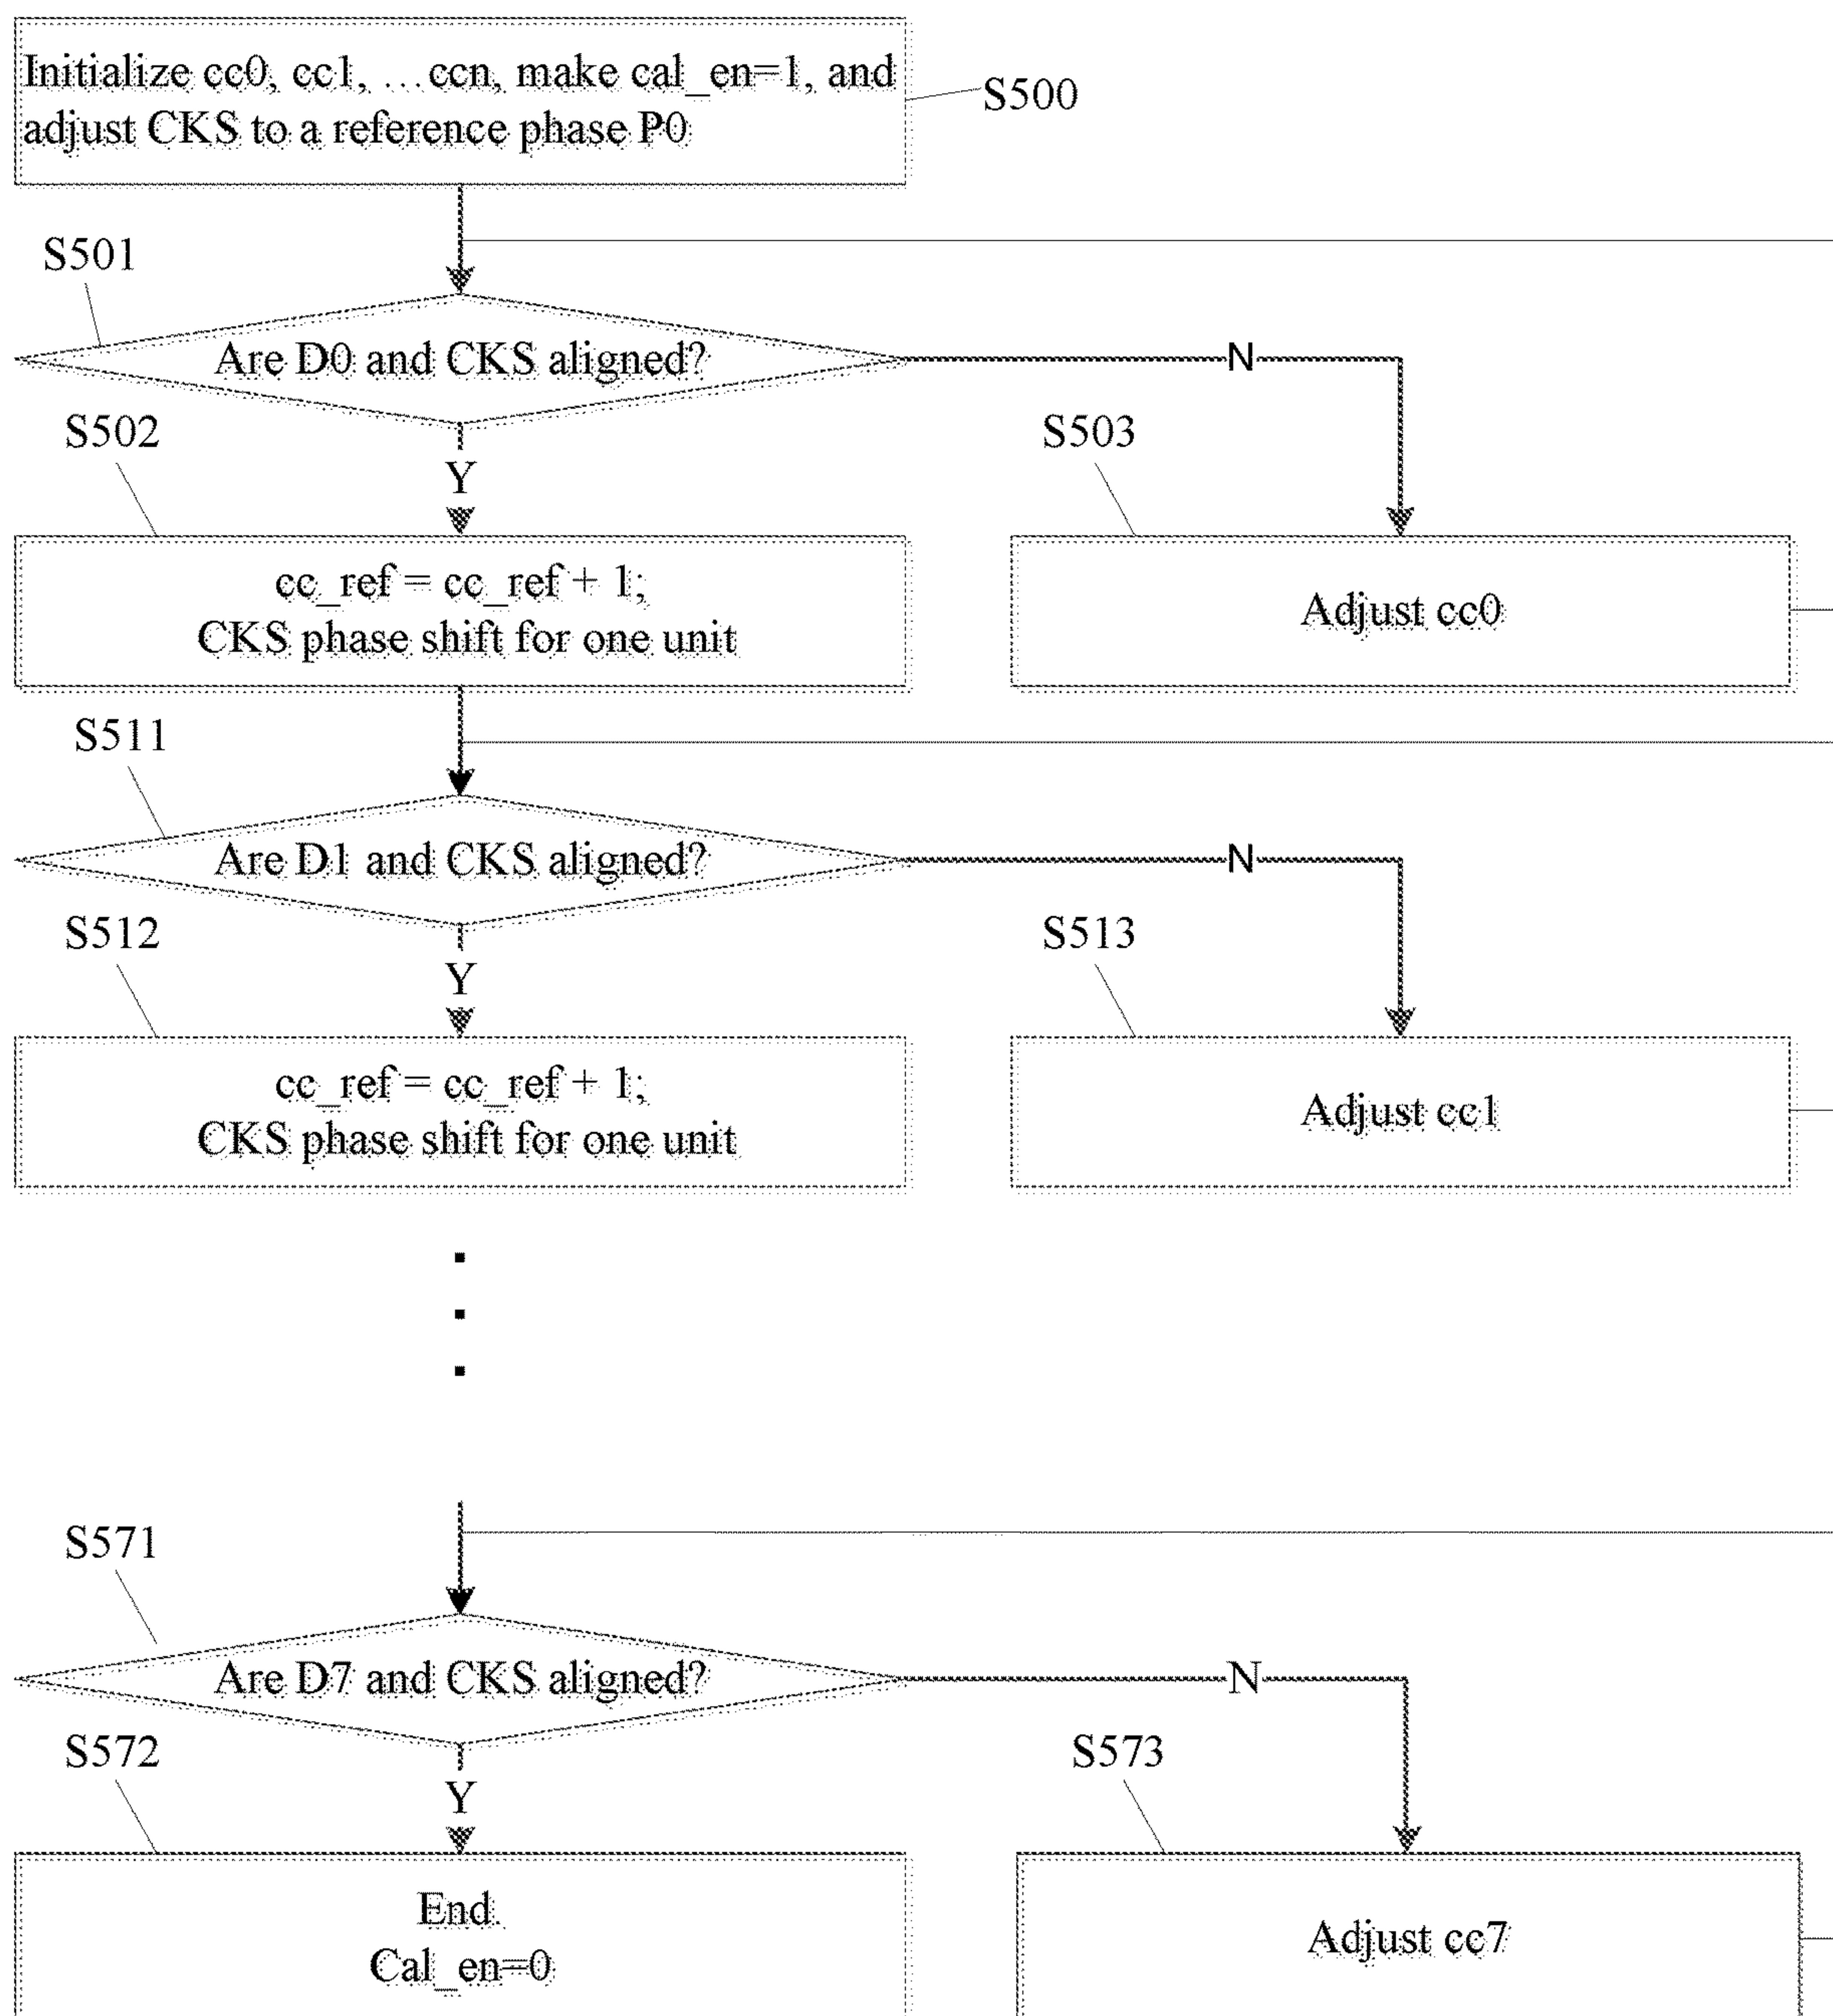 Initialize cc0, cc1, …ccn, make cal_en=1, and
adjust CKS to a reference phase P0
S500
S501
Are D0 and CKS aligned?
N
S502
Y
S503
cc_ref = cc_ref + 1;
CKS phase shift for one unit
Adjust cc0
S511
Are D1 and CKS aligned?
N
S512
Y
S513
cc_ref = cc_ref + 1;
CKS phase shift for one unit
Adjust cc1
S571
Are D7 and CKS aligned?
N
S572
Y
S573
End.
Cal_en=0
Adjust cc7